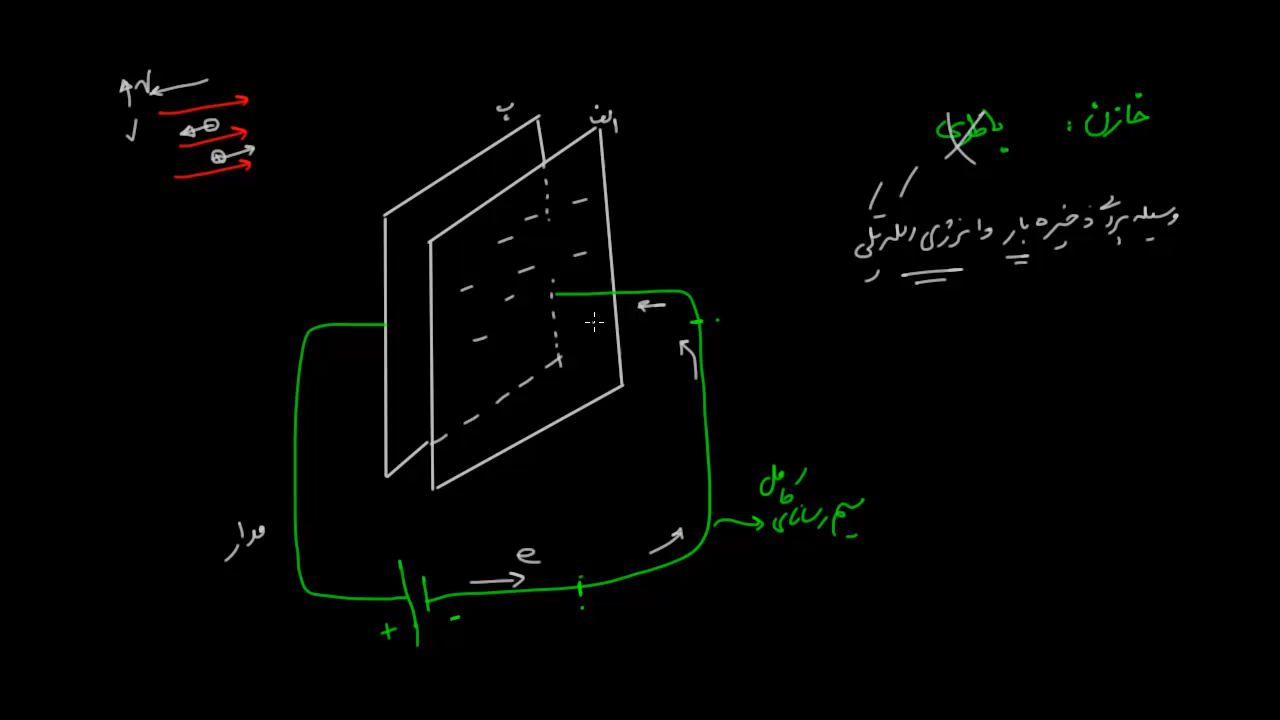 خازن : باطری
وسیله برای ذخیره بار و انرژی الکتریکی
ب
الف
سیم رسانای کامل
مدار
e
+
-